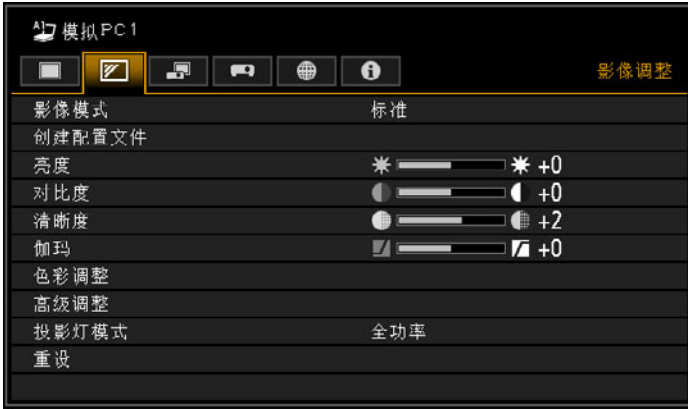 模拟PC1
影像调整
影像模式 标准
创建配置文件
亮度 +0
对比度 +0
清晰度 +2
伽玛 +0
色彩调整
高级调整
投影灯模式 全功率
重设